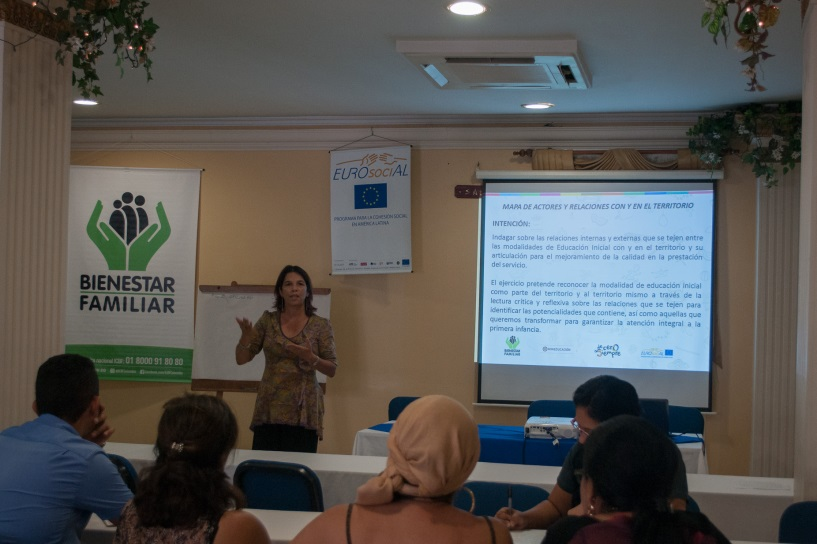 BIENESTAR
FAMILIAR
01 8000 91 80 80
EUROsociAL
PROGRAMA PARA LA COHESIÓN SOCIAL
EN AMÉRICA LATINA
MAPA DE ACTORES Y RELACIONES CON Y EN EL TERRITORIO
INTENCIÓN:
Indagar sobre las relaciones internas y externas que se tejen entre
las modalidades de Educación Inicial con y en el territorio y su
articulación para el mejoramiento de la calidad en la prestación
del servicio.
El ejercicio pretende reconocer la modalidad de educación inicial
como parte del territorio y al territorio mismo a través de la
lectura crítica y reflexiva sobre las relaciones que se tejen para
identificar las potencialidades que contiene, así como aquellas que
queremos transformar para garantizar la atención integral a la
primera infancia.
BIENESTAR
FAMILIAR